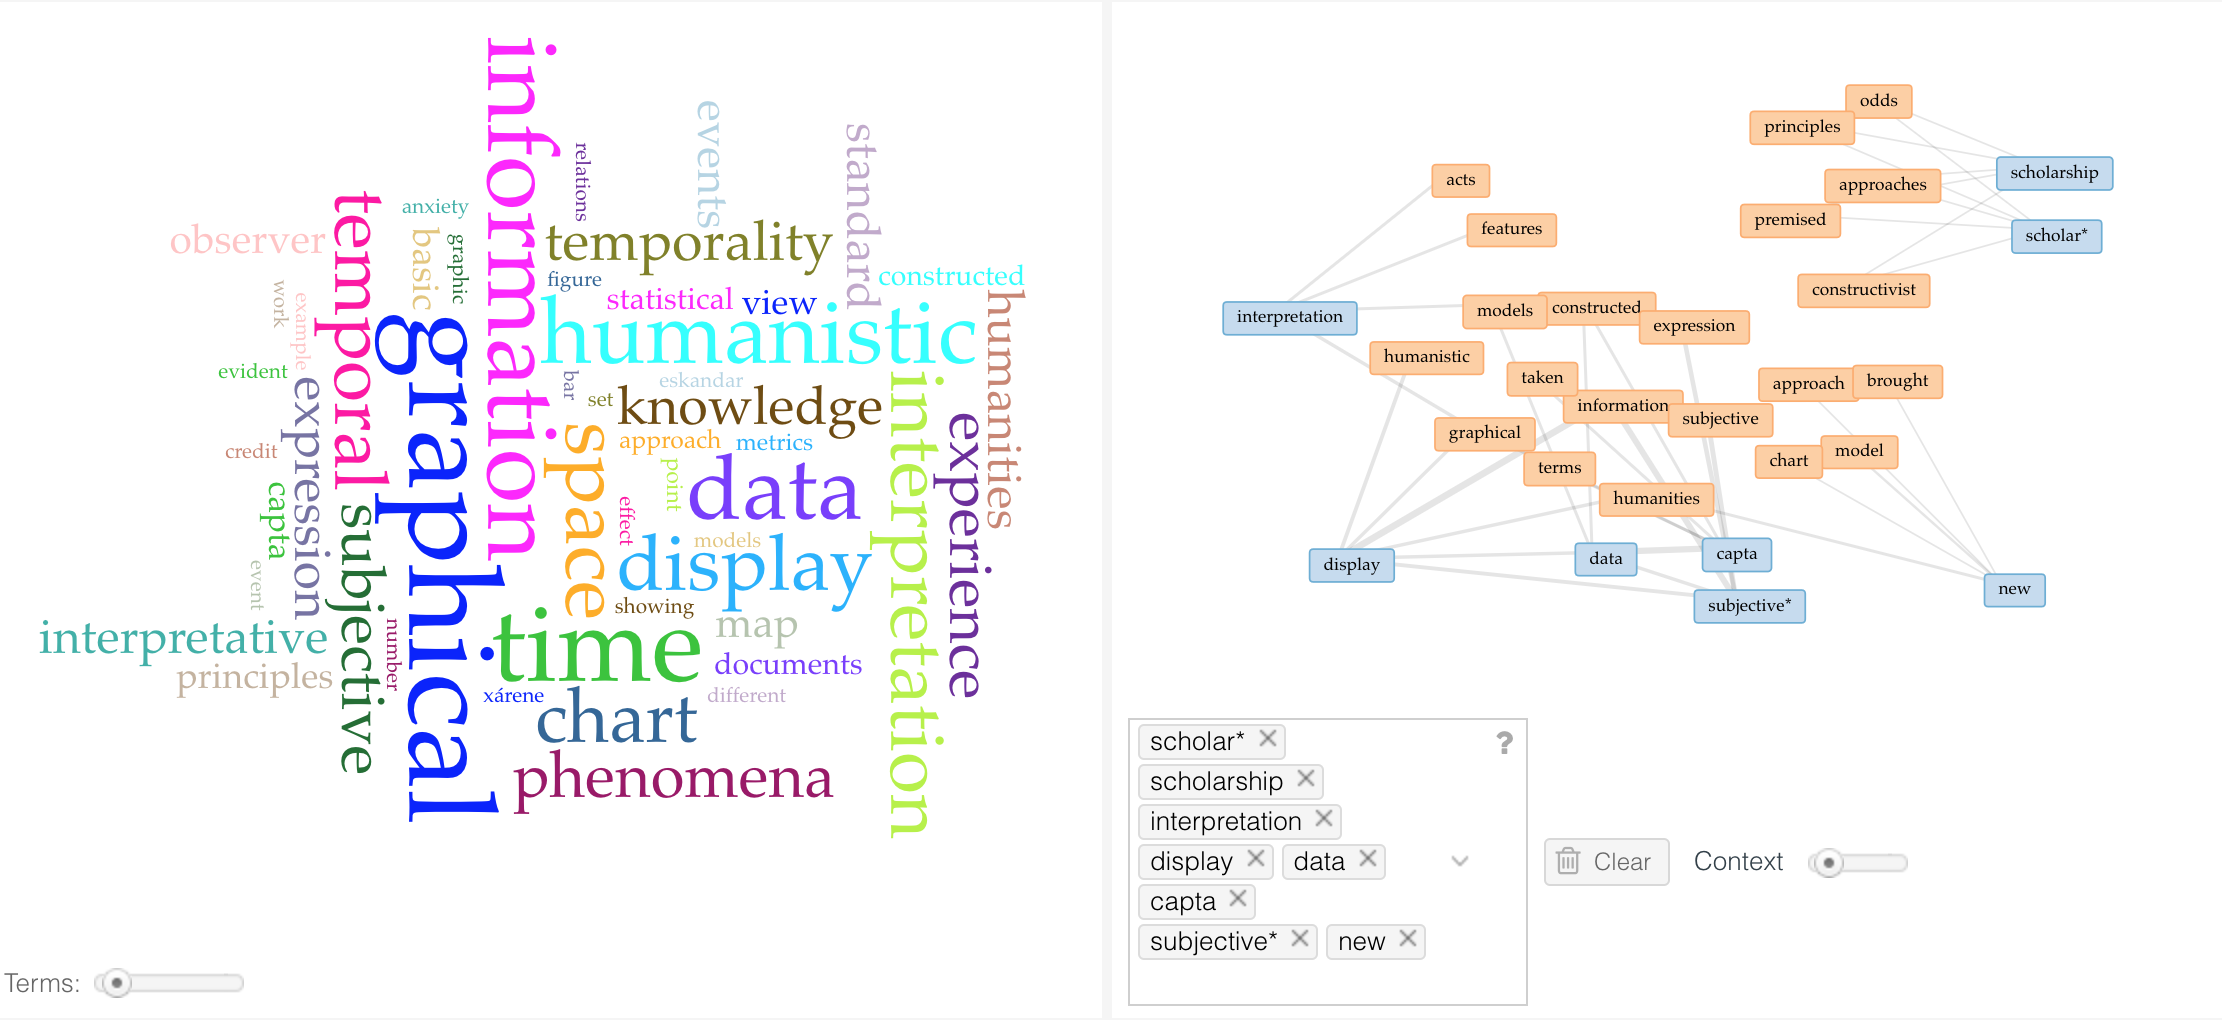 information
events
relations
standard
temporal
anxiety
observer
basic
graphic
temporality
figure
constructed
work
example
statistical
view
humanities
graphical
humanistic
evident
bar
eskandar
interpretation
expression
set
knowledge
experience
credit
space
approach
metrics
point
data
capta
subjective
effect
display
models
event
showing
time
map
interpretative
number
principles
documents
xárene
different
chart
phenomena
Terms:
odds
principles
scholarship
acts
approaches
premised
features
scholar*
constructivist
interpretation
models
constructed
expression
humanistic
taken
approach
brought
information
subjective
graphical
model
chart
terms
humanities
display
data
capta
new
subjective*
scholar*
?
scholarship
interpretation
display data
Clear Context
capta
subjective* new